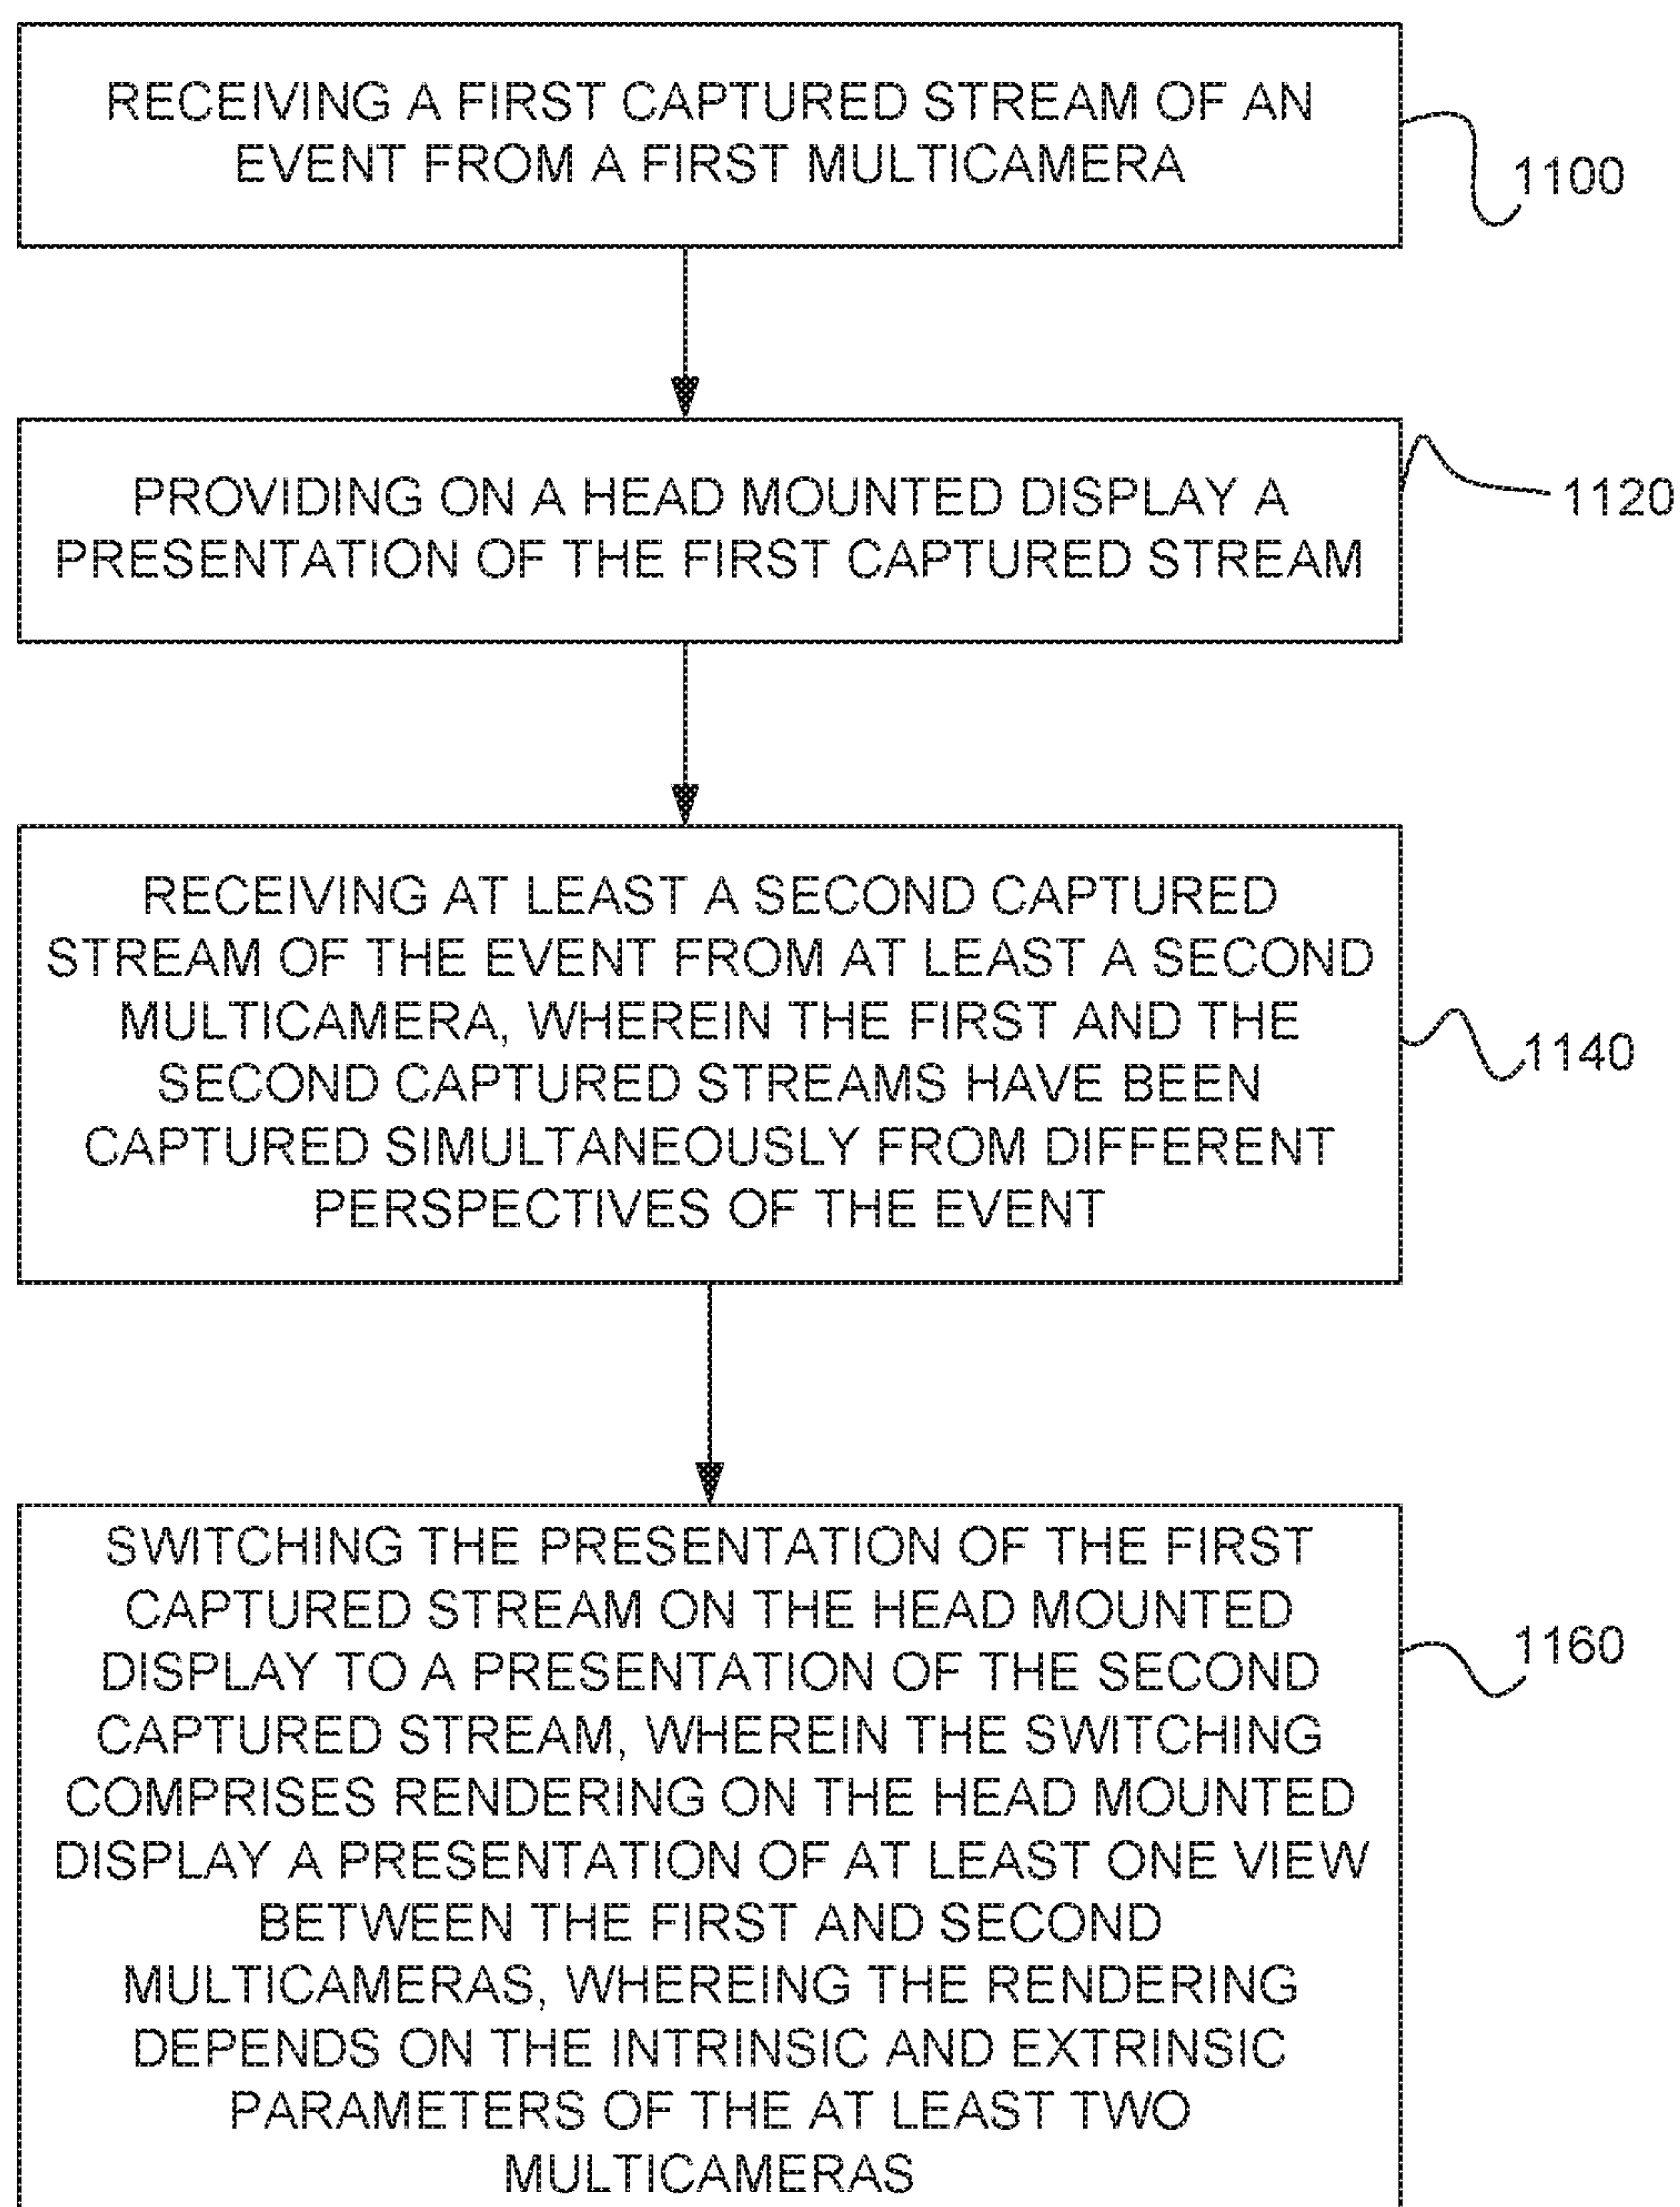 RECEIVING A FIRST CAPTURED STREAM OF AN
EVENT FROM A FIRST MULTICAMERA
1100
PROVIDING ON A HEAD MOUNTED DISPLAY A
PRESENTATION OF THE FIRST CAPTURED STREAM
1120
RECEIVING AT LEAST A SECOND CAPTURED
STREAM OF THE EVENT FROM AT LEAST A SECOND
MULTICAMERA, WHEREIN THE FIRST AND THE
SECOND CAPTURED STREAMS HAVE BEEN
CAPTURED SIMULTANEOUSLY FROM DIFFERENT
PERSPECTIVES OF THE EVENT
1140
SWITCHING THE PRESENTATION OF THE FIRST
CAPTURED STREAM ON THE HEAD MOUNTED
DISPLAY TO A PRESENTATION OF THE SECOND
CAPTURED STREAM, WHEREIN THE SWITCHING
COMPRISES RENDERING ON THE HEAD MOUNTED
DISPLAY A PRESENTATION OF AT LEAST ONE VIEW
BETWEEN THE FIRST AND SECOND
MULTICAMERAS, WHEREING THE RENDERING
DEPENDS ON THE INTRINSIC AND EXTRINSIC
PARAMETERS OF THE AT LEAST TWO
MULTICAMERAS
1160